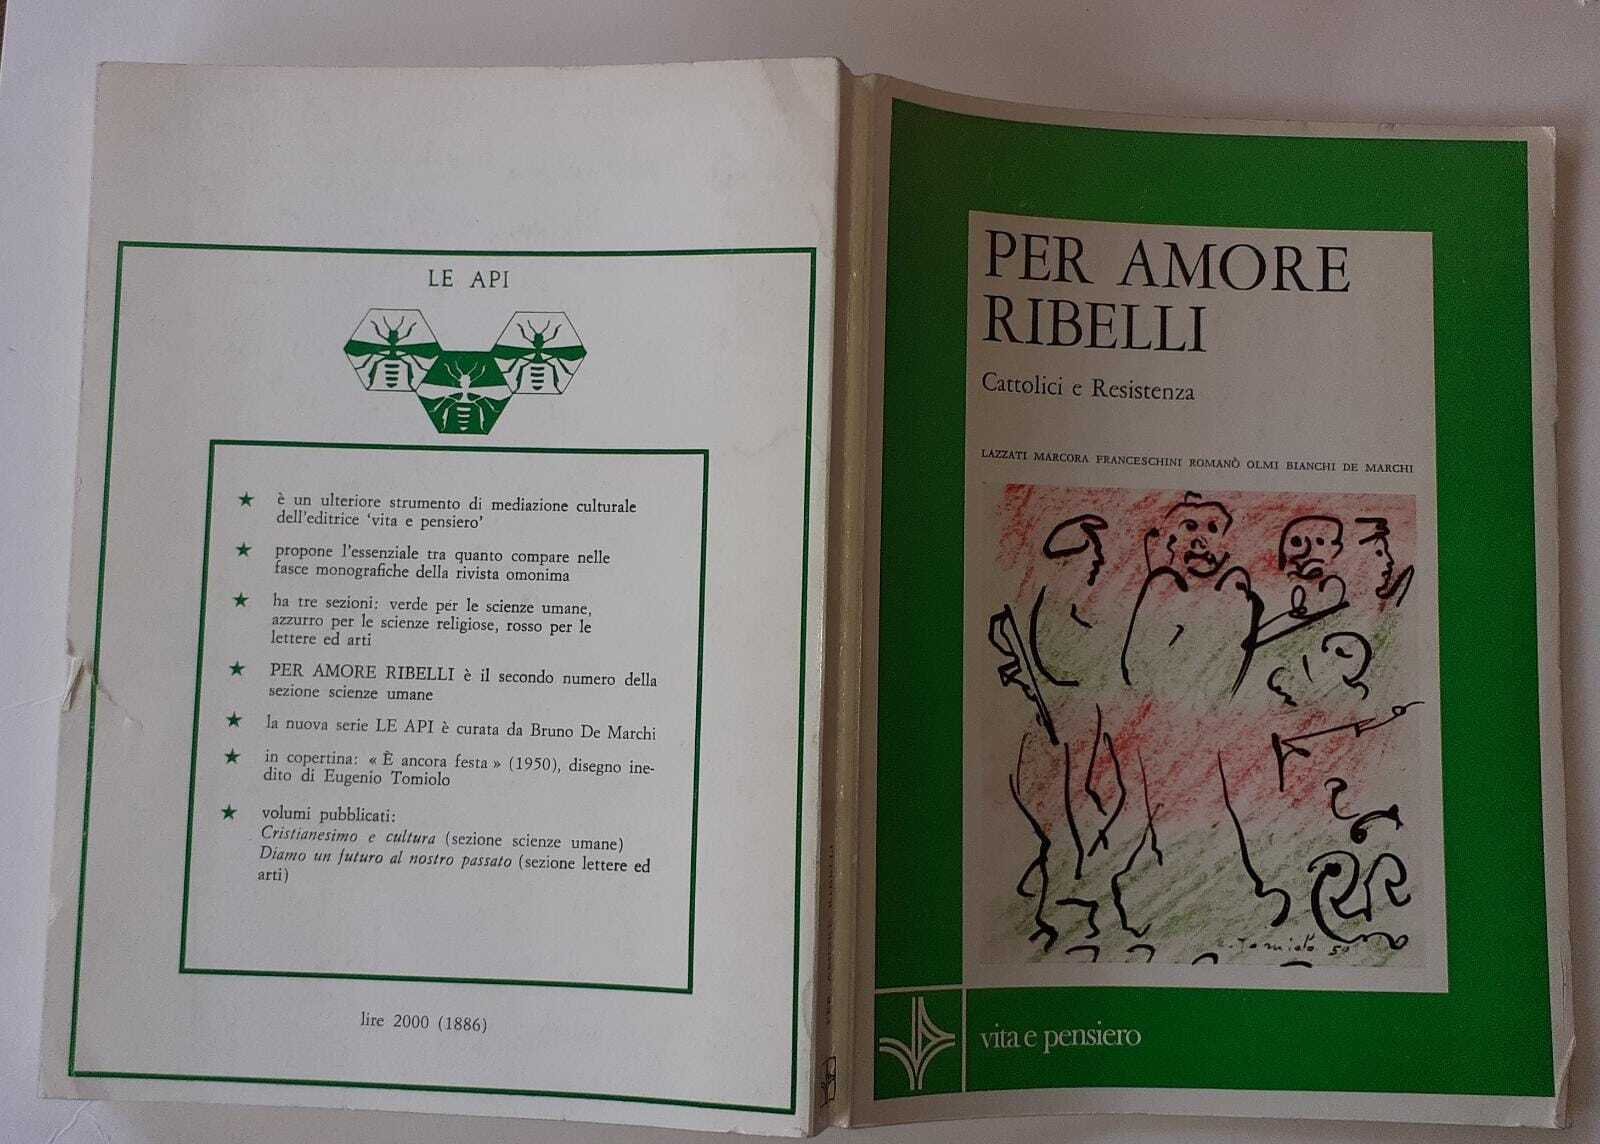 LE API
★ è un ulteriore strumento di mediazione culturale
dell'editrice 'vita e pensiero'
★ propone l'essenziale tra quanto compare nelle
fasce monografiche della rivista omonima
★ ha tre sezioni: verde per le scienze umane,
azzurro per le scienze religiose, rosso per le
lettere ed arti
★ PER AMORE RIBELLI è il secondo numero della
sezione scienze umane
★ la nuova serie LE API è curata da Bruno De Marchi
★ in copertina: « È ancora festa » (1950), disegno ine-
dito di Eugenio Tomiolo
★ volumi pubblicati:
Cristianesimo e cultura (sezione scienze umane)
Diamo un futuro al nostro passato (sezione lettere ed
arti)
lire 2000 (1886)
PER AMORE RIBELLI
PER AMORE
RIBELLI
Cattolici e Resistenza
LAZZATI MARCORA FRANCESCHINI ROMANÒ OLMI BIANCHI DE MARCHI
Tomiolo 50
vita e pensiero